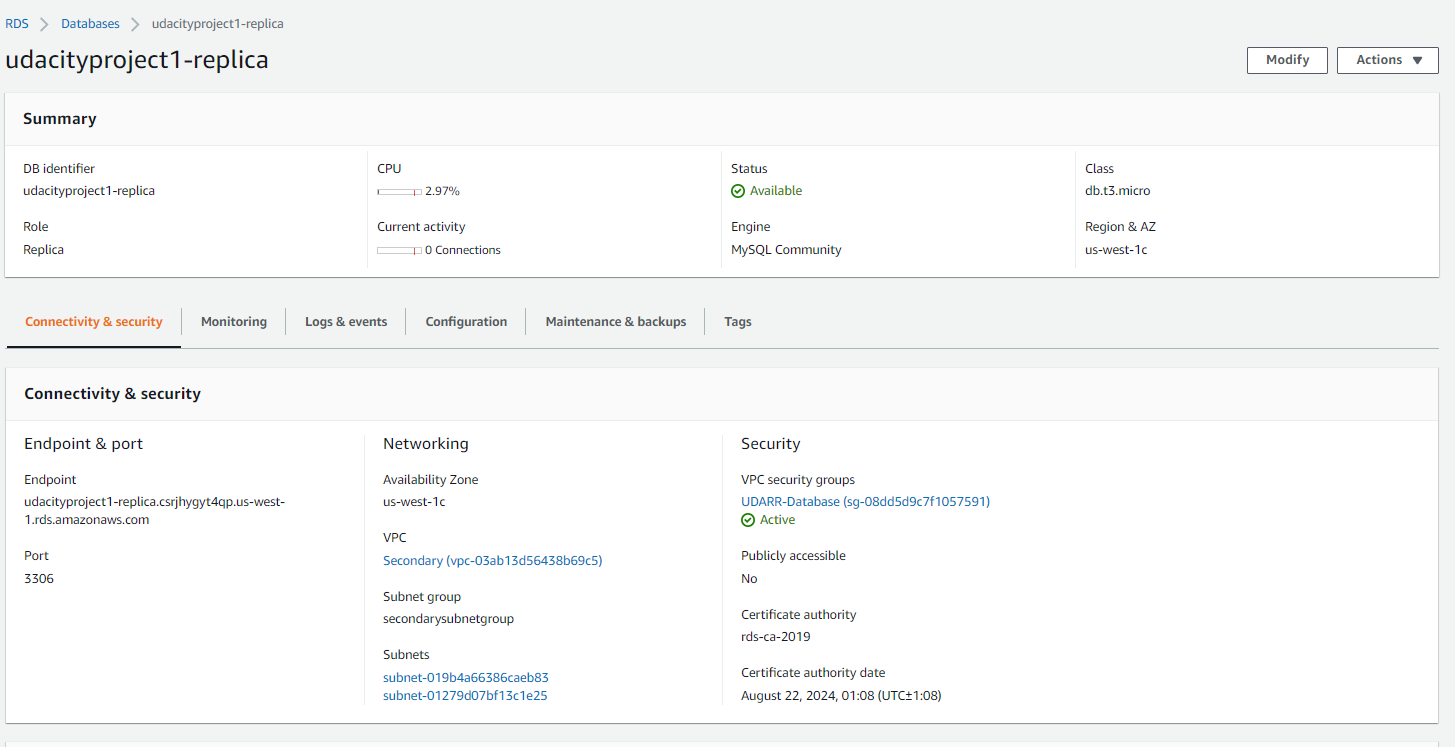 RDS > Databases > udacityproject1-replica
udacityproject1-replica
Modify
Actions ▼
Summary
DB identifier
udacityproject1-replica
Role
Replica
CPU
2.97%
Current activity
0 Connections
Status
Available
Engine
MySQL Community
Class
db.t3.micro
Region & AZ
us-west-1c
Connectivity & security
Monitoring
Logs & events
Configuration
Maintenance & backups
Tags
Connectivity & security
Endpoint & port
Endpoint
udacityproject1-replica.csrjhygyt4qp.us-west-
1.rds.amazonaws.com
Port
3306
Networking
Availability Zone
us-west-1c
VPC
Secondary (vpc-03ab13d56438b69c5)
Subnet group
secondarysubnetgroup
Subnets
subnet-019b4a66386caeb83
subnet-01279d07bf13c1e25
Security
VPC security groups
UDARR-Database (sg-08dd5d9c7f1057591)
Active
Publicly accessible
No
Certificate authority
rds-ca-2019
Certificate authority date
August 22, 2024, 01:08 (UTC±1:08)